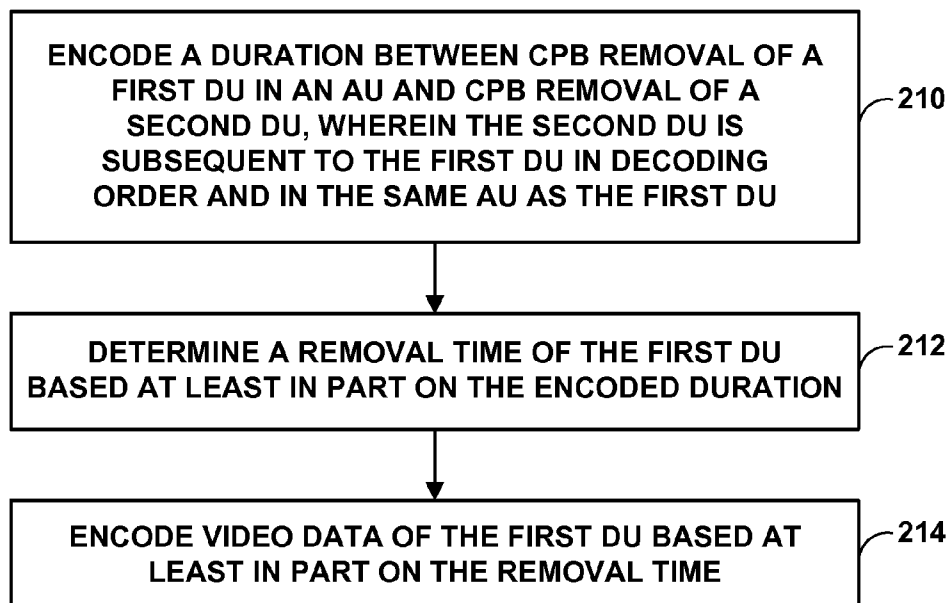 ENCODE A DURATION BETWEEN CPB REMOVAL OF A
FIRST DU IN AN AU AND CPB REMOVAL OF A
SECOND DU, WHEREIN THE SECOND DU IS
SUBSEQUENT TO THE FIRST DU IN DECODING
ORDER AND IN THE SAME AU AS THE FIRST DU
210
DETERMINE A REMOVAL TIME OF THE FIRST DU
BASED AT LEAST IN PART ON THE ENCODED DURATION
212
ENCODE VIDEO DATA OF THE FIRST DU BASED AT
LEAST IN PART ON THE REMOVAL TIME
214